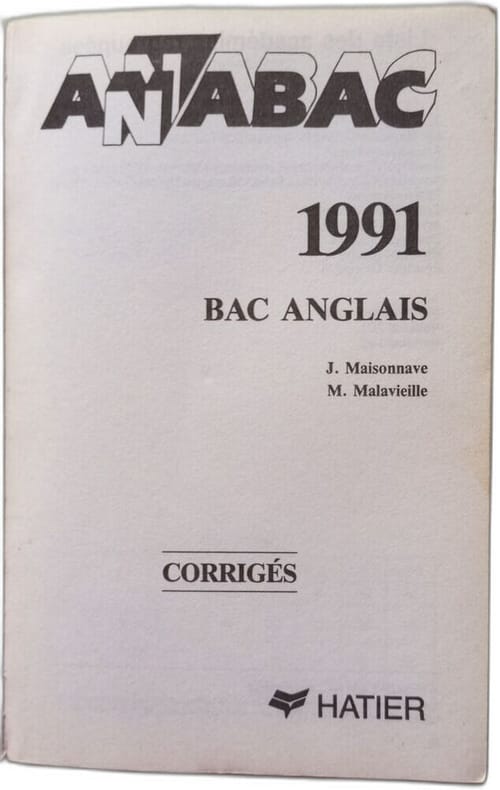 ANNABAC
1991
BAC ANGLAIS
J. Maisonnave
M. Malavieille
CORRIGÉS
HATIER